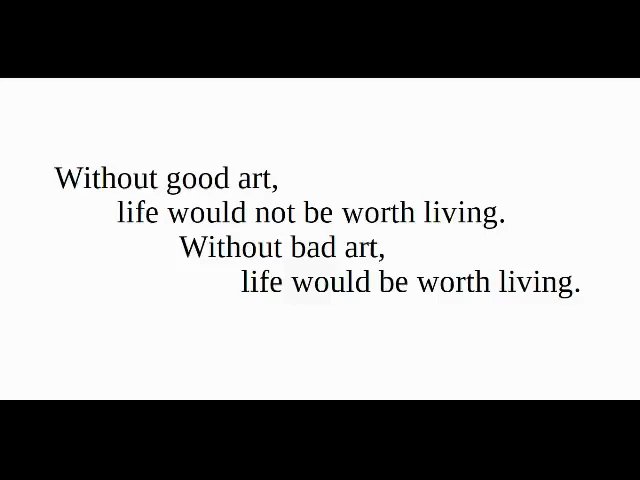 Without good art,
life would not be worth living.
Without bad art,
life would be worth living.